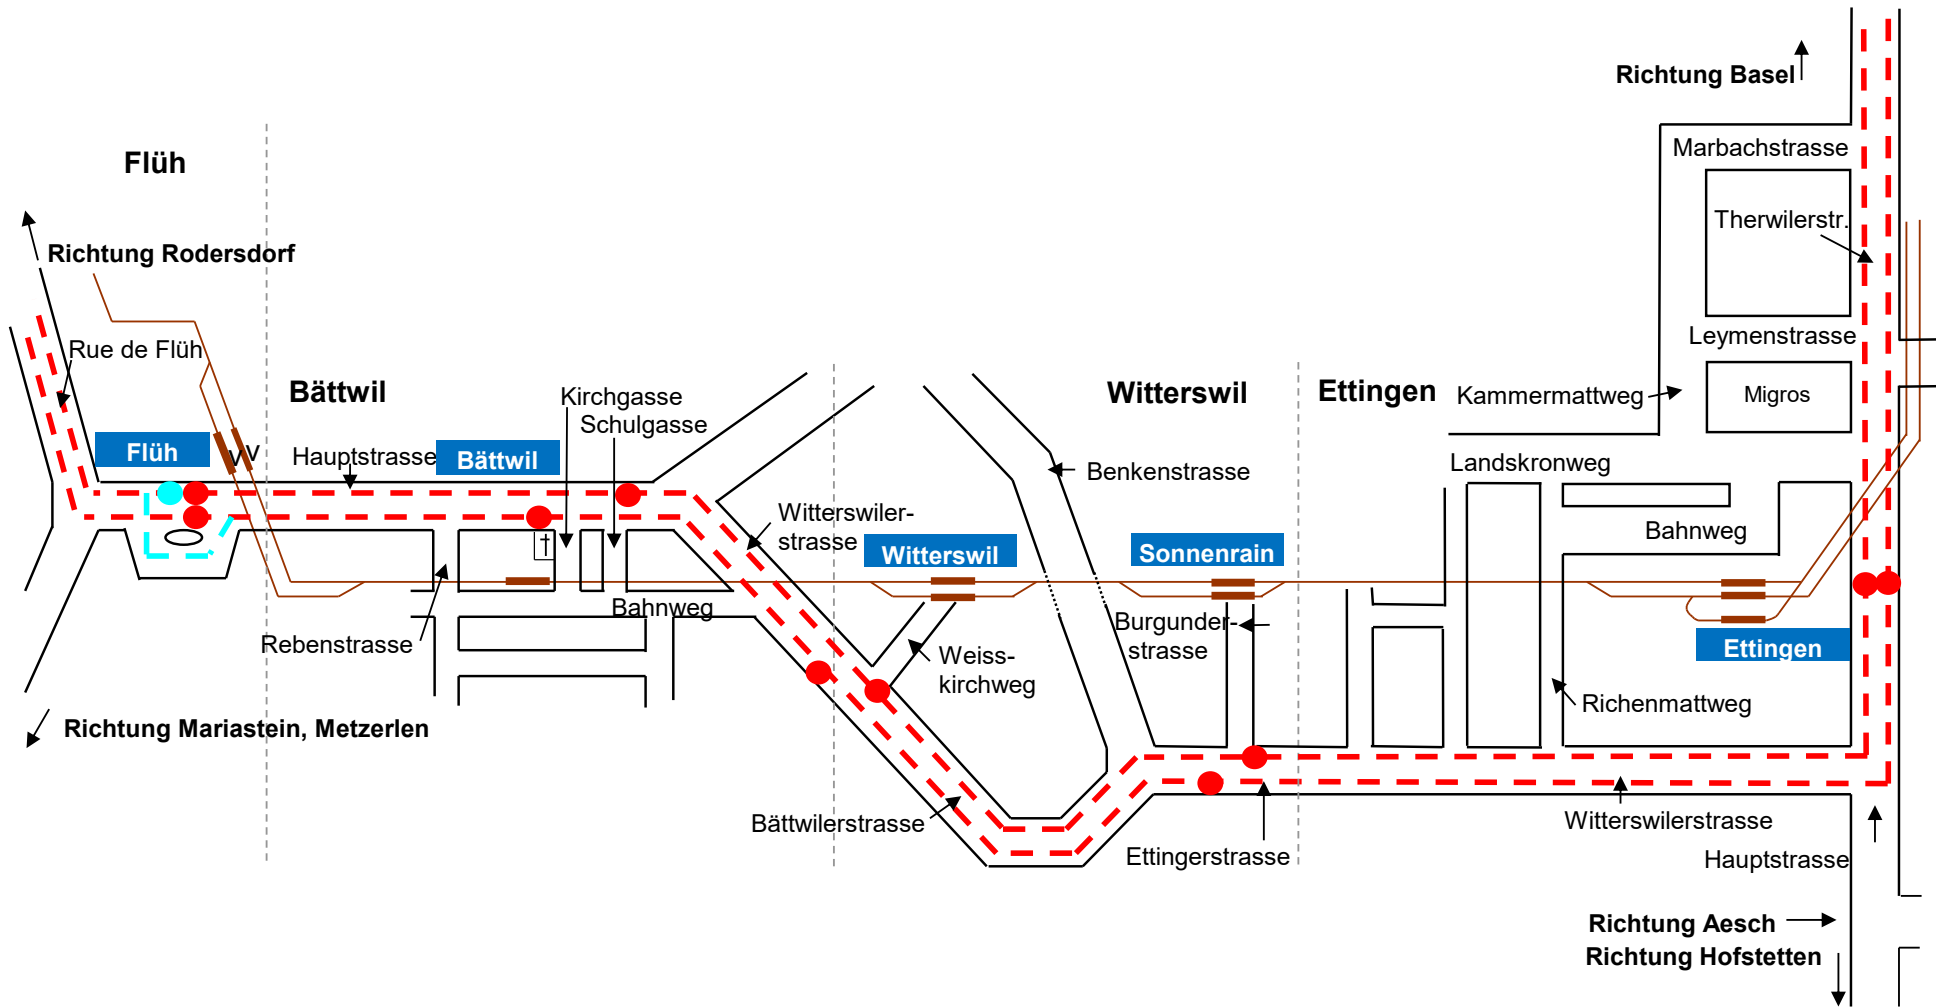 Richtung Basel
Marbachstrasse
Flüh
Therwilerstr.
Richtung Rodersdorf
Leymenstrasse
Rue de Flüh
Bättwil
Kirchgasse
Schulgasse
Witterswil
Ettingen
Kammermattweg
Migros
Flüh
V
V
Hauptstrasse
Bättwil
Benkenstrasse
Landskronweg
Witterswiler-
strasse
Witterswil
Sonnenrain
Bahnweg
Bahnweg
Rebenstrasse
Burgunder-
strasse
Weiss-
kirchweg
Ettingen
Richenmattweg
Richtung Mariastein, Metzerlen
Bättwilerstrasse
Ettingerstrasse
Witterswilerstrasse
Hauptstrasse
Richtung Aesch
Richtung Hofstetten